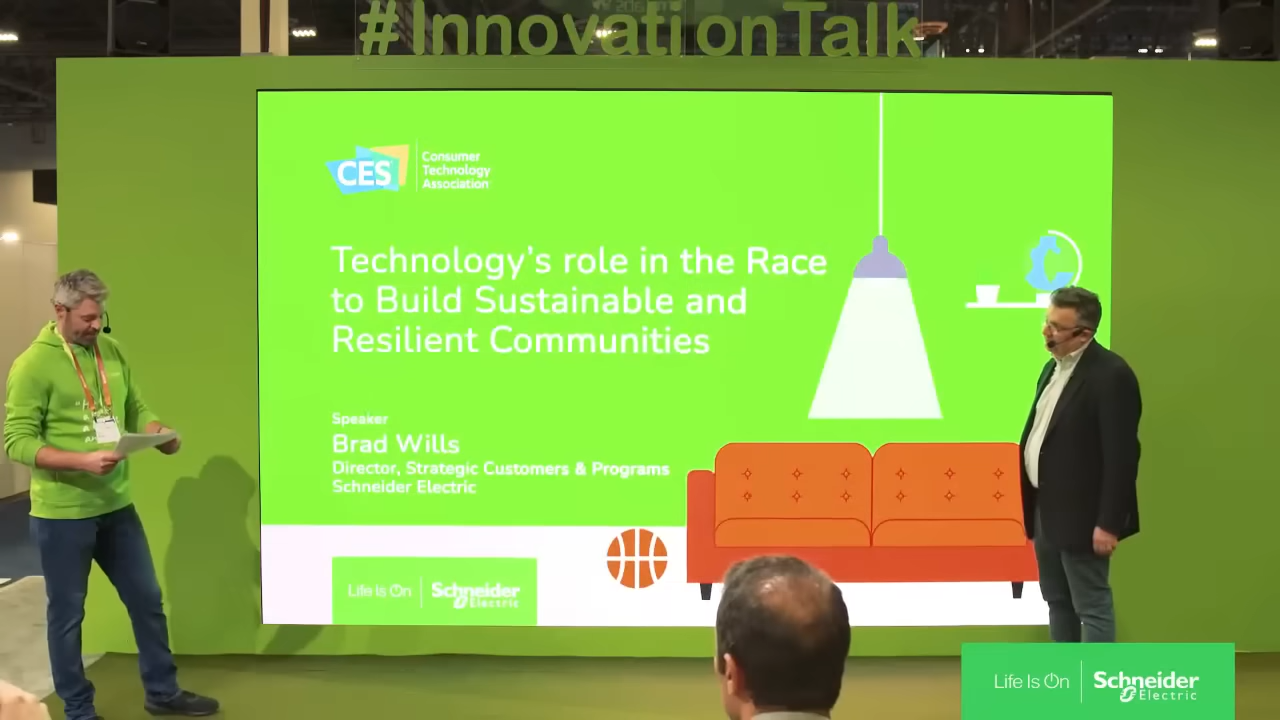 #InnovationTalk
CES
Consumer
Technology
Association
Technology's role in the Race
to Build Sustainable and
Resilient Communities
Speaker
Brad Wills
Director, Strategic Customers & Programs
Schneider Electric
Life Is On
Schneider
Electric
Life Is On
Schneider
Electric